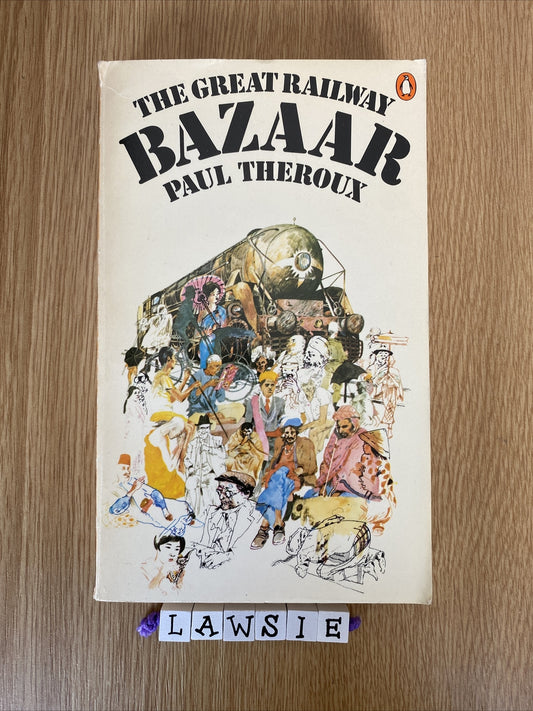 THE GREAT RAILWAY
BAZAAR
PAUL THEROUX
LAWSIE